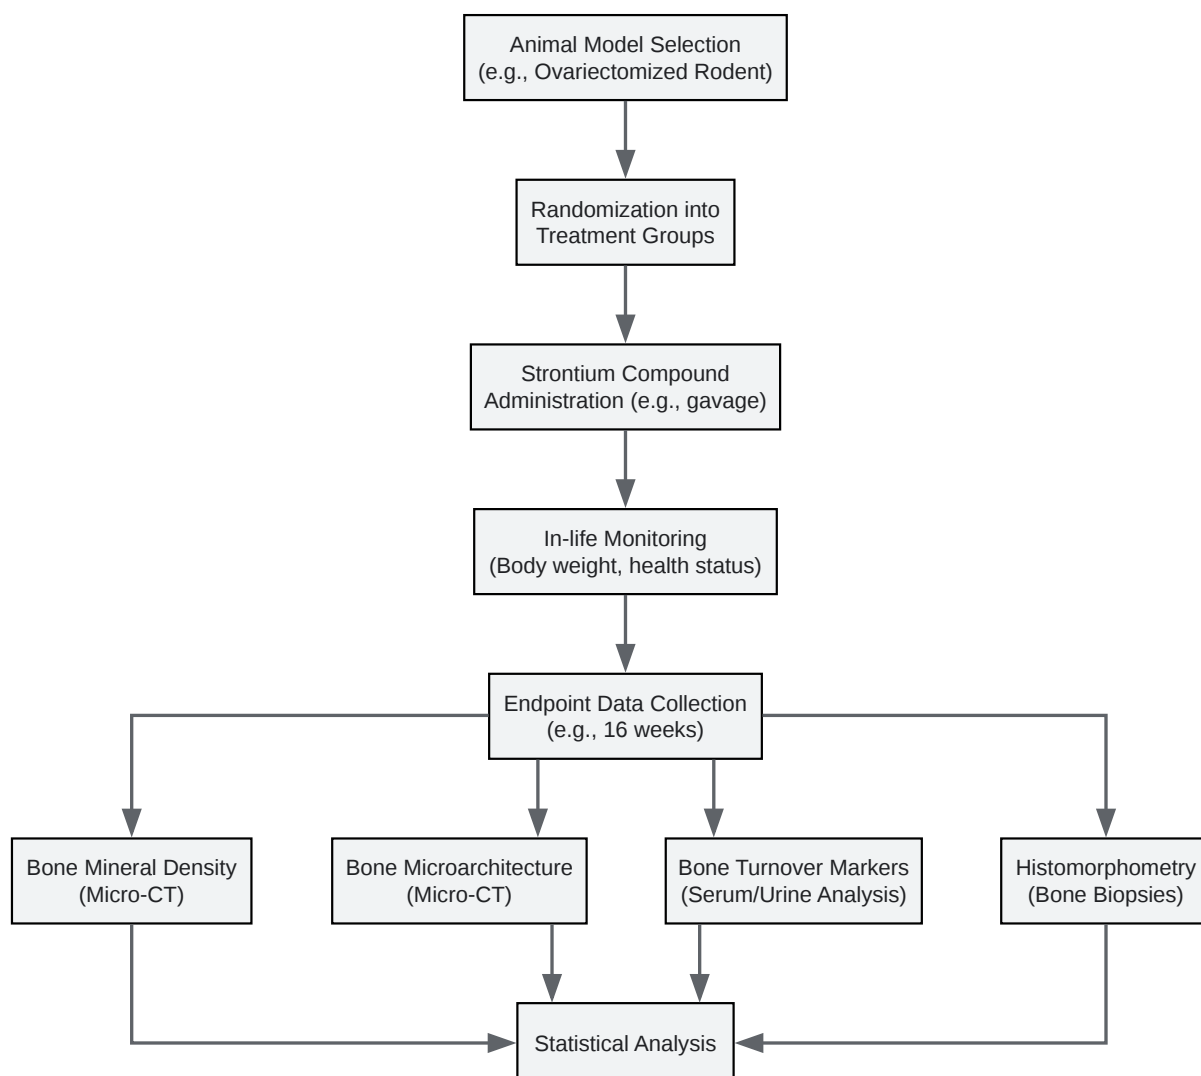 Animal Model Selection
(e.g., Ovariectomized Rodent)
Randomization into
Treatment Groups
Strontium Compound
Administration (e.g., gavage)
In-life Monitoring
(Body weight, health status)
Endpoint Data Collection
(e.g., 16 weeks)
Bone Mineral Density
(Micro-CT)
Bone Microarchitecture
(Micro-CT)
Bone Turnover Markers
(Serum/Urine Analysis)
Histomorphometry
(Bone Biopsies)
Statistical Analysis